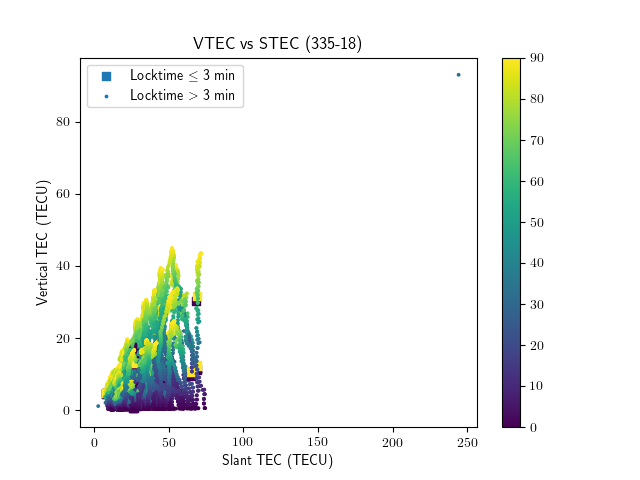 VTEC vs STEC (335-18)
Locktime ≤ 3 min
Locktime > 3 min
Vertical TEC (TECU)
80
60
40
20
0
0 50 100 150 200 250
Slant TEC (TECU)
90
80
70
60
50
40
30
20
10
0